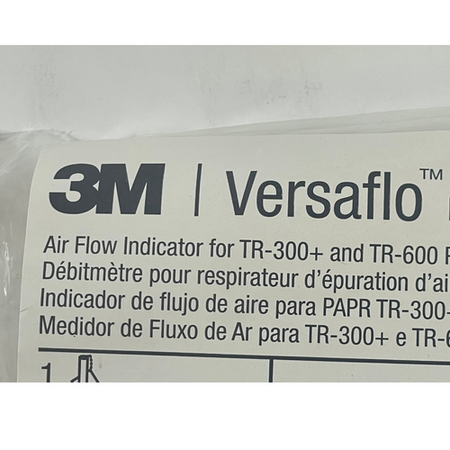 3M | Versaflo™
Air Flow Indicator for TR-300+ and TR-600
Débitmètre pour respirateur d'épuration d'ai
Indicador de flujo de aire para PAPR TR-300
Medidor de Fluxo de Ar para TR-300+ e TR-6
1